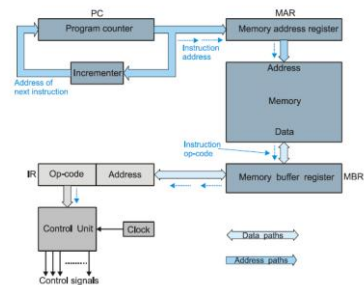 PC
MAR
Program counter
Memory address register
Instruction
address
Incrementer
Address of
next instruction
Address
Memory
Data
Instruction
op-code
IR
Op-code
Address
Memory buffer register
MBR
Control Unit
Clock
Data paths
Address paths
Control signals